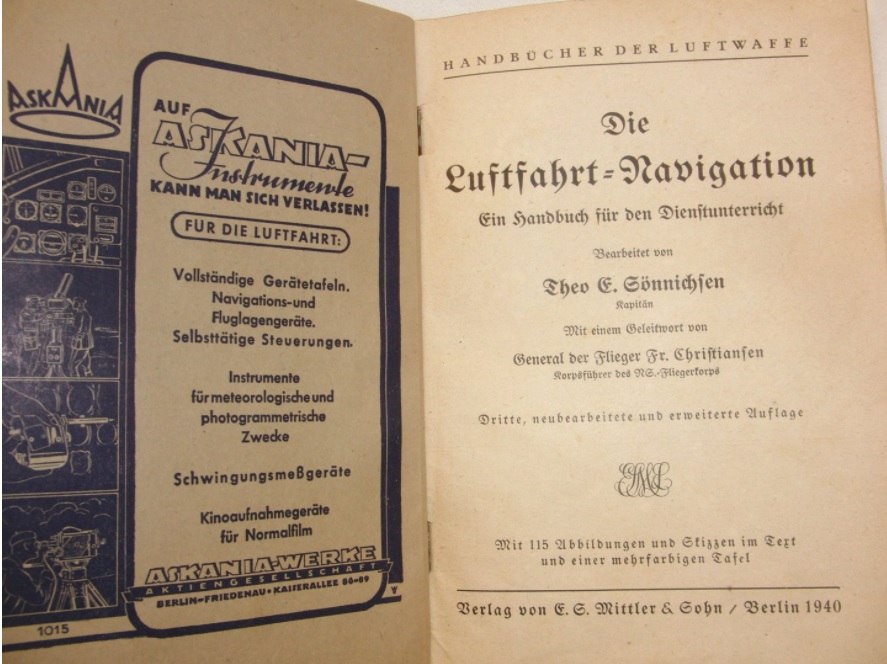 ASKANIA
AUF
ASKANIA-
Instrumente
KANN MAN SICH VERLASSEN!
FÜR DIE LUFTFAHRT:
Vollständige Gerätetafeln.
Navigations-und
Fluglagengeräte.
Selbsttätige Steuerungen.
Instrumente
für meteorologische und
photogrammetrische
Zwecke
Schwingungsmeßgeräte
Kinoaufnahmegeräte
für Normalfilm
ASKANIA-WERKE
AKTIENGESELLSCHAFT
BERLIN-FRIEDENAU • KAISERALLEE 86-89
1015
HANDBÜCHER DER LUFTWAFFE
Die
Luftfahrt-Navigation
Ein Handbuch für den Dienstunterricht
Bearbeitet von
Theo E. Sönnichsen
Kapitän
Mit einem Geleitwort von
General der Flieger Fr. Christiansen
Korpsführer des NS.-Fliegerkorps
Dritte, neubearbeitete und erweiterte Auflage
Mit 115 Abbildungen und Skizzen im Text
und einer mehrfarbigen Tafel
Verlag von E. S. Mittler & Sohn / Berlin 1940